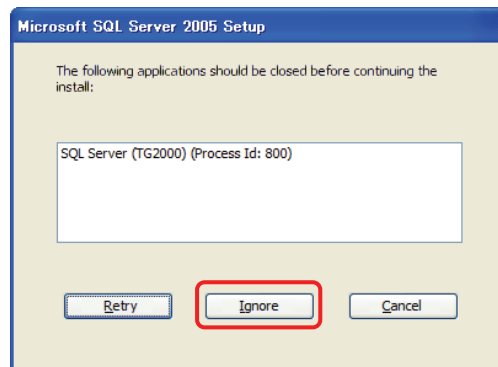 Microsoft SQL Server 2005 Setup
The following applications should be closed before continuing the
install:
SQL Server (TG2000) (Process Id: 800)
Retry Ignore Cancel